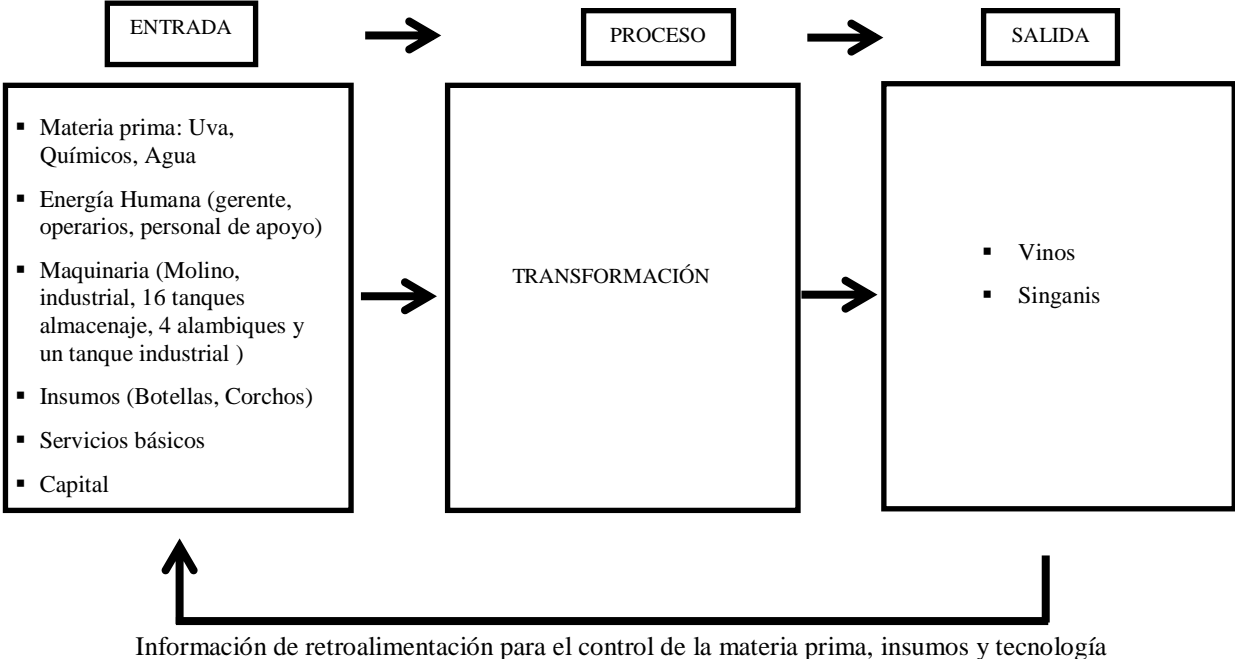 ENTRADA
PROCESO
SALIDA
▪ Materia prima: Uva,
Químicos, Agua
▪ Energía Humana (gerente,
operarios, personal de apoyo)
▪ Maquinaria (Molino,
industrial, 16 tanques
almacenaje, 4 alambiques y
un tanque industrial )
▪ Insumos (Botellas, Corchos)
▪ Servicios básicos
▪ Capital
TRANSFORMACIÓN
▪ Vinos
▪ Singanis
Información de retroalimentación para el control de la materia prima, insumos y tecnología